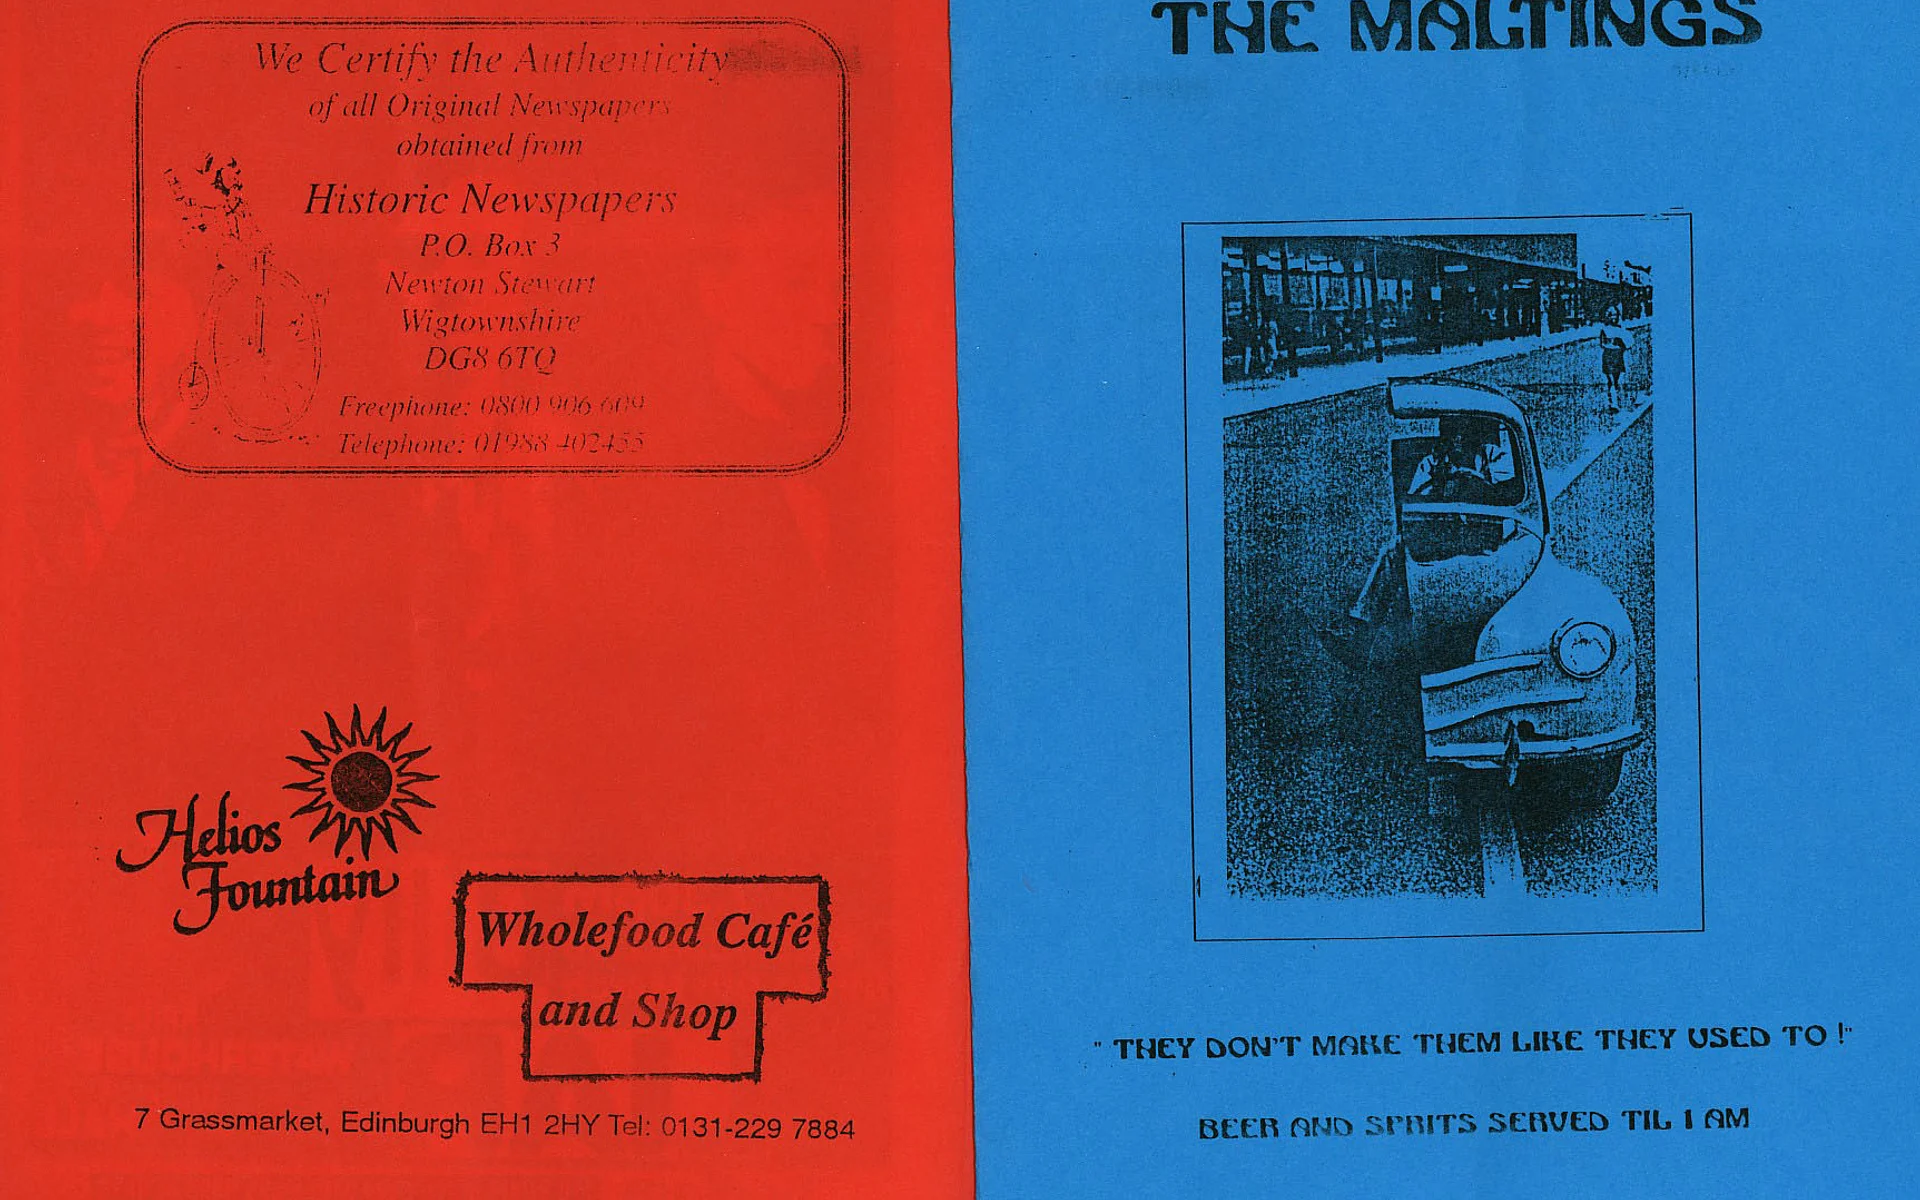 We Certify the Authenticity
of all Original Newspapers
obtained from
Historic Newspapers
P.O. Box 3
Newton Stewart
Wigtownshire
DG8 6TQ
Freephone: 0800 906 609
Telephone: 01988 402455
Helios
Fountain
Wholefood Café
and Shop
7 Grassmarket, Edinburgh EH1 2HY Tel: 0131-229 7884
THE MALTINGS
" THEY DON'T MAKE THEM LIKE THEY USED TO !"
BEER AND SPRITS SERVED TIL 1 AM